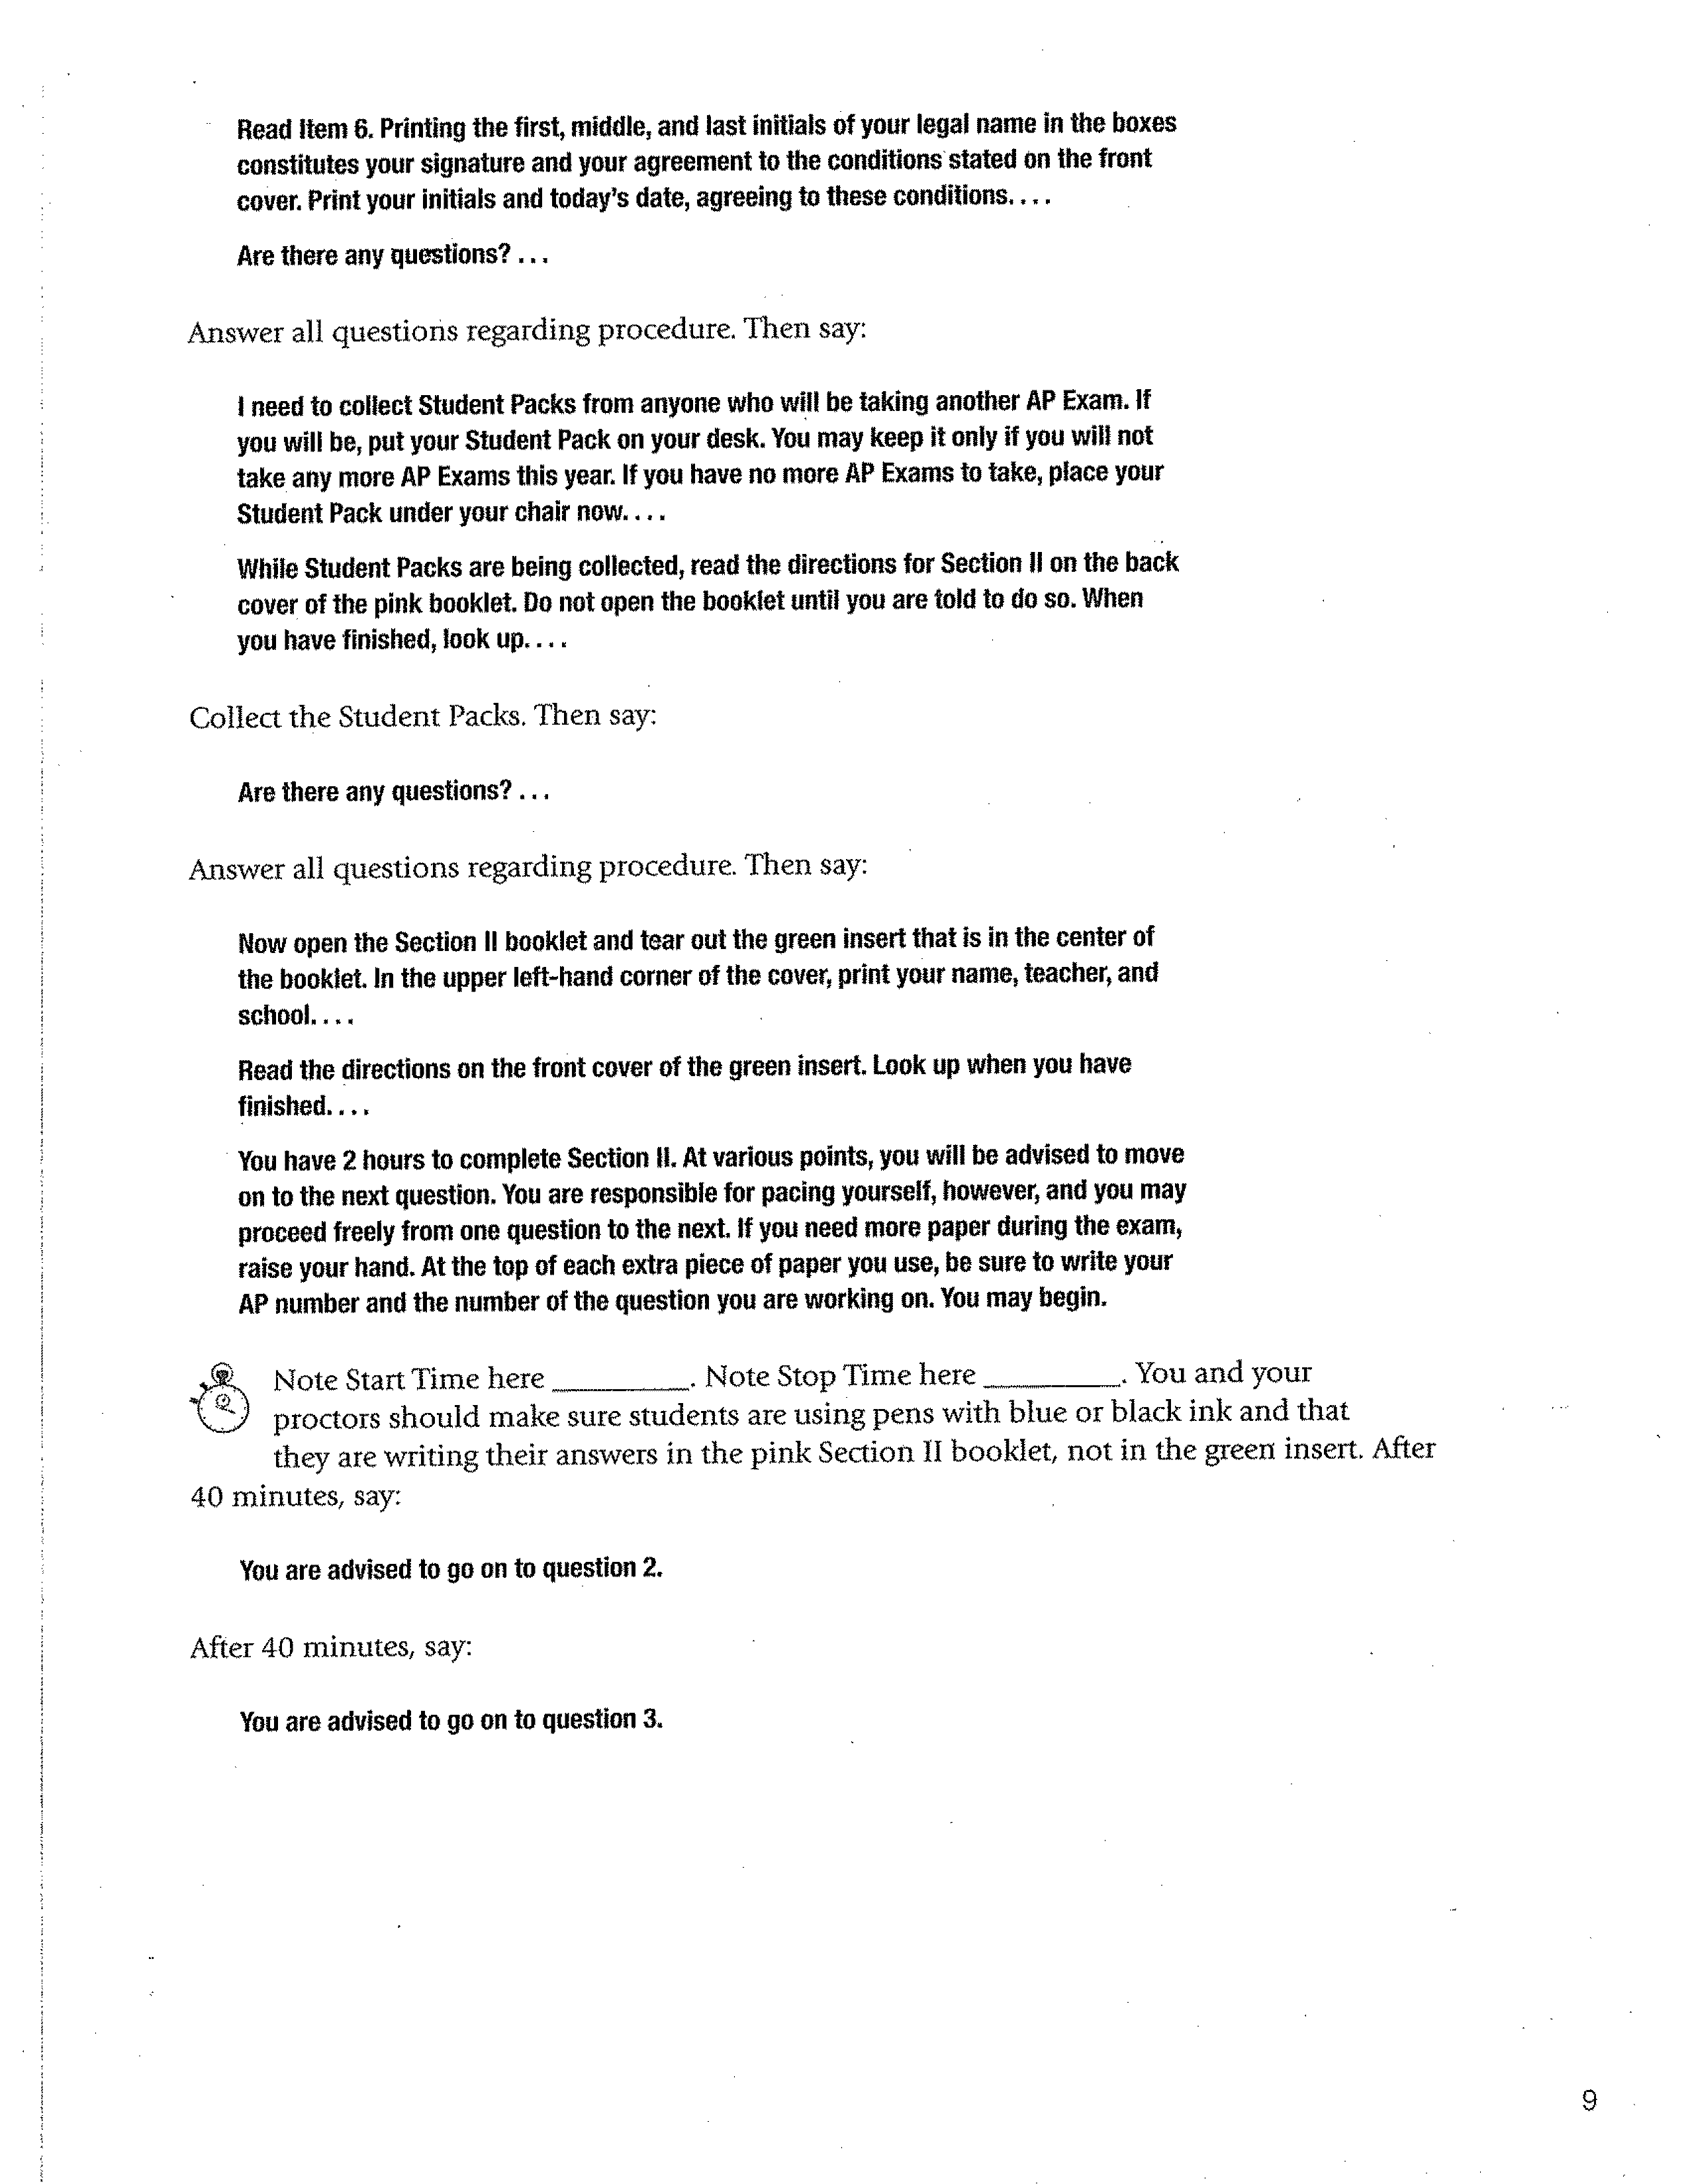 Read Item 6. Printing the first, middle, and last initials of your legal name in the boxes
constitutes your signature and your agreement to the conditions stated on the front
cover. Print your initials and today's date, agreeing to these conditions. . . .
Are there any questions? . . .
Answer all questions regarding procedure. Then say:
I need to collect Student Packs from anyone who will be taking another AP Exam. If
you will be, put your Student Pack on your desk. You may keep it only if you will not
take any more AP Exams this year. If you have no more AP Exams to take, place your
Student Pack under your chair now. . . .
While Student Packs are being collected, read the directions for Section II on the back
cover of the pink booklet. Do not open the booklet until you are told to do so. When
you have finished, look up. . . .
Collect the Student Packs. Then say:
Are there any questions? . . .
Answer all questions regarding procedure. Then say:
Now open the Section II booklet and tear out the green insert that is in the center of
the booklet. In the upper left-hand corner of the cover, print your name, teacher, and
school. . . .
Read the directions on the front cover of the green insert. Look up when you have
finished. . . .
You have 2 hours to complete Section II. At various points, you will be advised to move
on to the next question. You are responsible for pacing yourself, however, and you may
proceed freely from one question to the next. If you need more paper during the exam,
raise your hand. At the top of each extra piece of paper you use, be sure to write your
AP number and the number of the question you are working on. You may begin.
Note Start Time here _________. Note Stop Time here _________. You and your
proctors should make sure students are using pens with blue or black ink and that
they are writing their answers in the pink Section II booklet, not in the green insert. After
40 minutes, say:
You are advised to go on to question 2.
After 40 minutes, say:
You are advised to go on to question 3.
9